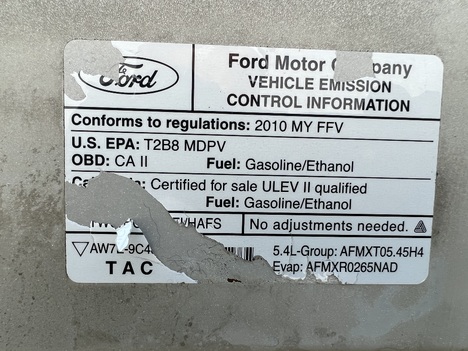 Ford
Ford Motor
VEHICLE EMISSION
CONTROL INFORMATION
Conforms to regulations: 2010 MY FFV
U.S. EPA: T2B8 MDPV
OBD: CA II Fuel: Gasoline/Ethanol
Certified for sale ULEV II qualified
Fuel: Gasoline/Ethanol
No adjustments needed.
5.4L-Group: AFMXT05.45H4
TAC Evap: AFMXR0265NAD